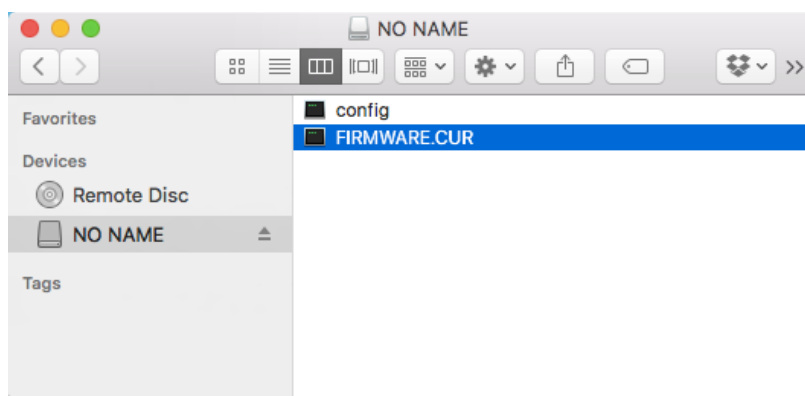 NO NAME
Favorites
Devices
Remote Disc
NO NAME
Tags
config
FIRMWARE.CUR